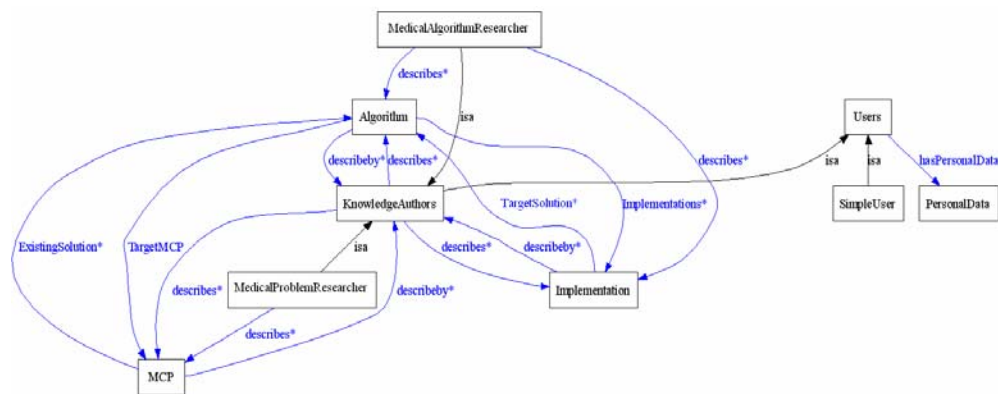 MedicalAlgorithmResearcher
describes*
Algorithm
isa
Users
describeby*
describes*
describes*
isa
isa
hasPersonalData
KnowledgeAuthors
TargetSolution*
Implementations*
SimpleUser
PersonalData
ExistingSolution*
TargetMCP
isa
describes*
describeby*
describes*
MedicalProblemResearcher
describeby*
Implementation
describes*
MCP